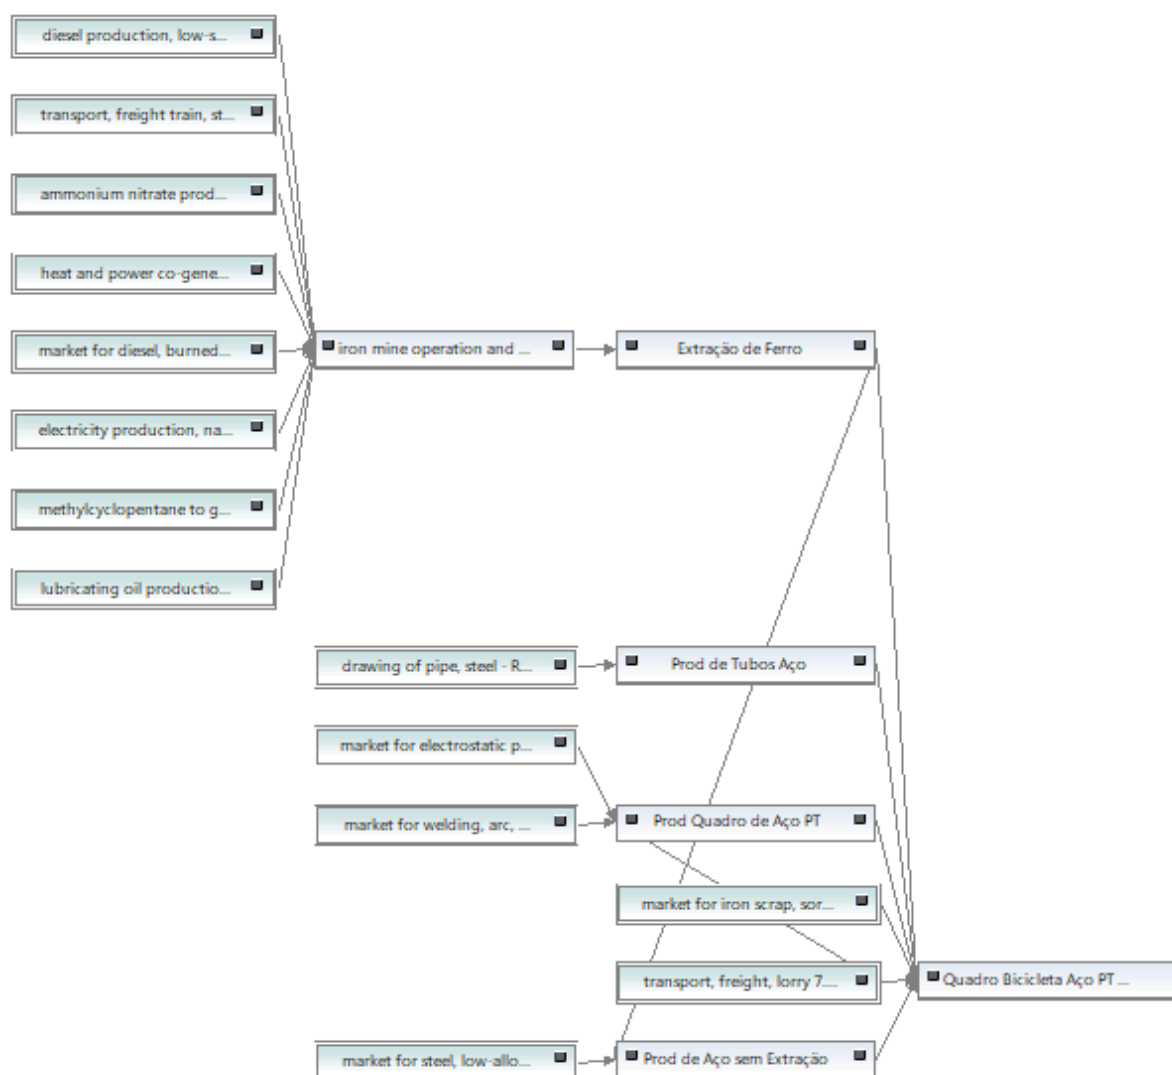 diesel production, low-s...
transport, freight train, st...
ammonium nitrate prod...
heat and power co-gene...
market for diesel, burned...
iron mine operation and ...
Extração de Ferro
electricity production, na...
methylcyclopentane to g...
lubricating oil productio...
drawing of pipe, steel - R...
Prod de Tubos Aço
market for electrostatic p...
market for welding, arc, ...
Prod Quadro de Aço PT
market for iron scrap, sor...
transport, freight, lorry 7....
Quadro Bicicleta Aço PT ...
market for steel, low-allo...
Prod de Aço sem Extração